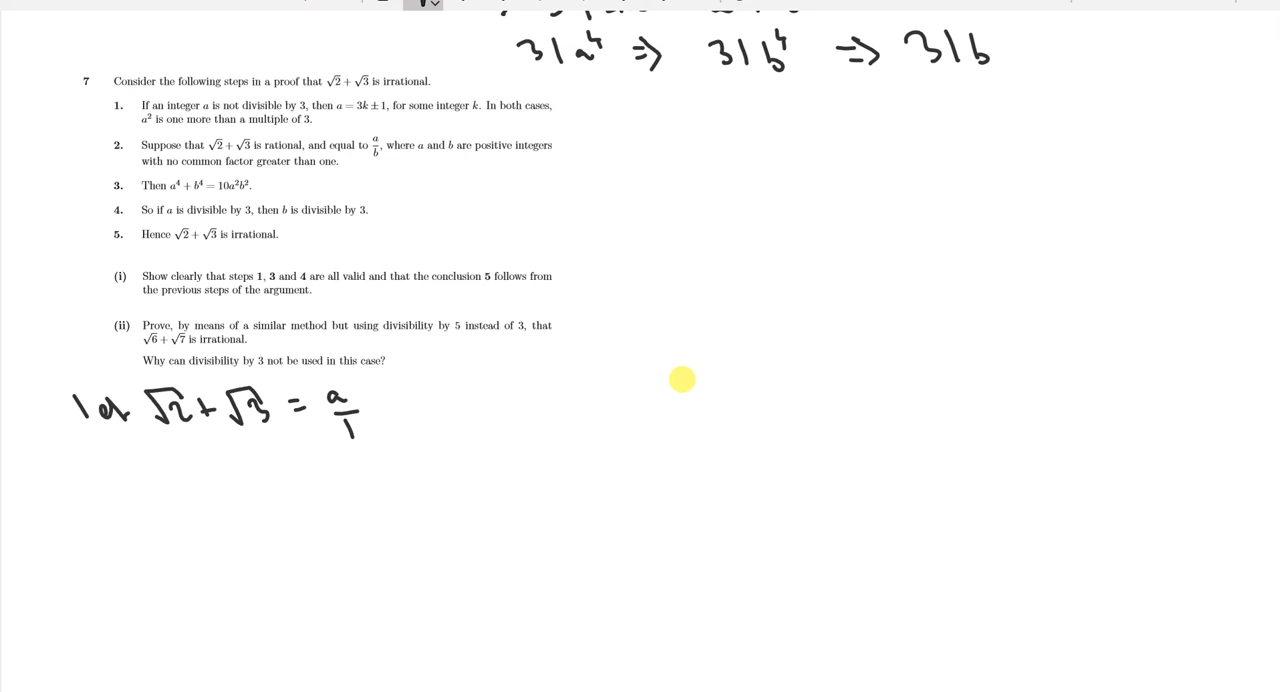 3|a⁴ ⇒ 3|b⁴ ⇒ 3|b
7 Consider the following steps in a proof that √2 + √3 is irrational.
1. If an integer a is not divisible by 3, then a = 3k ± 1, for some integer k. In both cases,
a² is one more than a multiple of 3.
2. Suppose that √2 + √3 is rational, and equal to a/b, where a and b are positive integers
with no common factor greater than one.
3. Then a⁴ + b⁴ = 10a²b².
4. So if a is divisible by 3, then b is divisible by 3.
5. Hence √2 + √3 is irrational.
(i) Show clearly that steps 1, 3 and 4 are all valid and that the conclusion 5 follows from
the previous steps of the argument.
(ii) Prove, by means of a similar method but using divisibility by 5 instead of 3, that
√6 + √7 is irrational.
Why can divisibility by 3 not be used in this case?
let √2 + √3 = a/